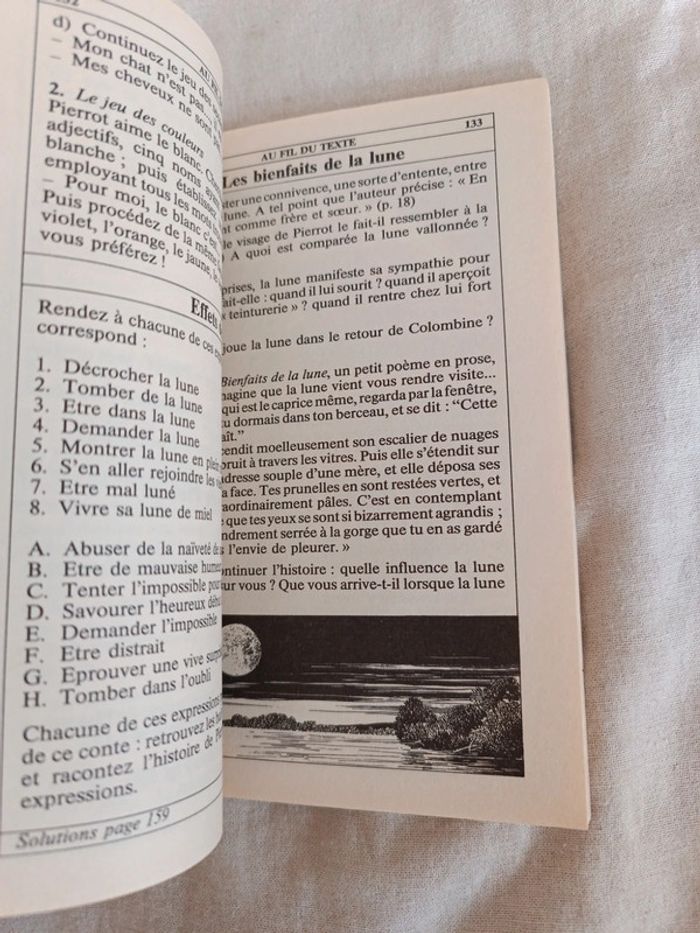 132
AU FIL
d) Continuez le jeu des
– Mon chat n'est pas
– Mes cheveux ne sont
2. Le jeu des couleurs
Pierrot aime le blanc.
adjectifs, cinq noms
blanche ; puis
employant tous les mots
– Pour moi, le blanc c'est
Puis procédez de la même
violet, l'orange, le jaune, le
vous préférez !
Effets
Rendez à chacune de ces
correspond :
1. Décrocher la lune
2. Tomber de la lune
3. Etre dans la lune
4. Demander la lune
5. Montrer la lune en plein
6. S'en aller rejoindre les
7. Etre mal luné
8. Vivre sa lune de miel
A. Abuser de la naïveté de
B. Etre de mauvaise humeur
C. Tenter l'impossible pour
D. Savourer l'heureux
E. Demander l'impossible
F. Etre distrait
G. Eprouver une vive
H. Tomber dans l'oubli
Chacune de ces expressions
de ce conte : retrouvez les
et racontez l'histoire de
expressions.
Solutions page 159
133
AU FIL DU TEXTE
Les bienfaits de la lune
une connivence, une sorte d'entente, entre
lune. A tel point que l'auteur précise : « En
comme frère et sœur. » (p. 18)
le visage de Pierrot le fait-il ressembler à la
A quoi est comparée la lune vallonnée ?
la lune manifeste sa sympathie pour
fait-elle : quand il lui sourit ? quand il aperçoit
« teinturerie » ? quand il rentre chez lui fort
joue la lune dans le retour de Colombine ?
Bienfaits de la lune, un petit poème en prose,
que la lune vient vous rendre visite...
qui est le caprice même, regarda par la fenêtre,
tu dormais dans ton berceau, et se dit : “Cette
moelleusement son escalier de nuages
bruit à travers les vitres. Puis elle s'étendit sur
souple d'une mère, et elle déposa ses
face. Tes prunelles en sont restées vertes, et
pâles. C'est en contemplant
que tes yeux se sont si bizarrement agrandis ;
serrée à la gorge que tu en as gardé
l'envie de pleurer. »
l'histoire : quelle influence la lune
sur vous ? Que vous arrive-t-il lorsque la lune